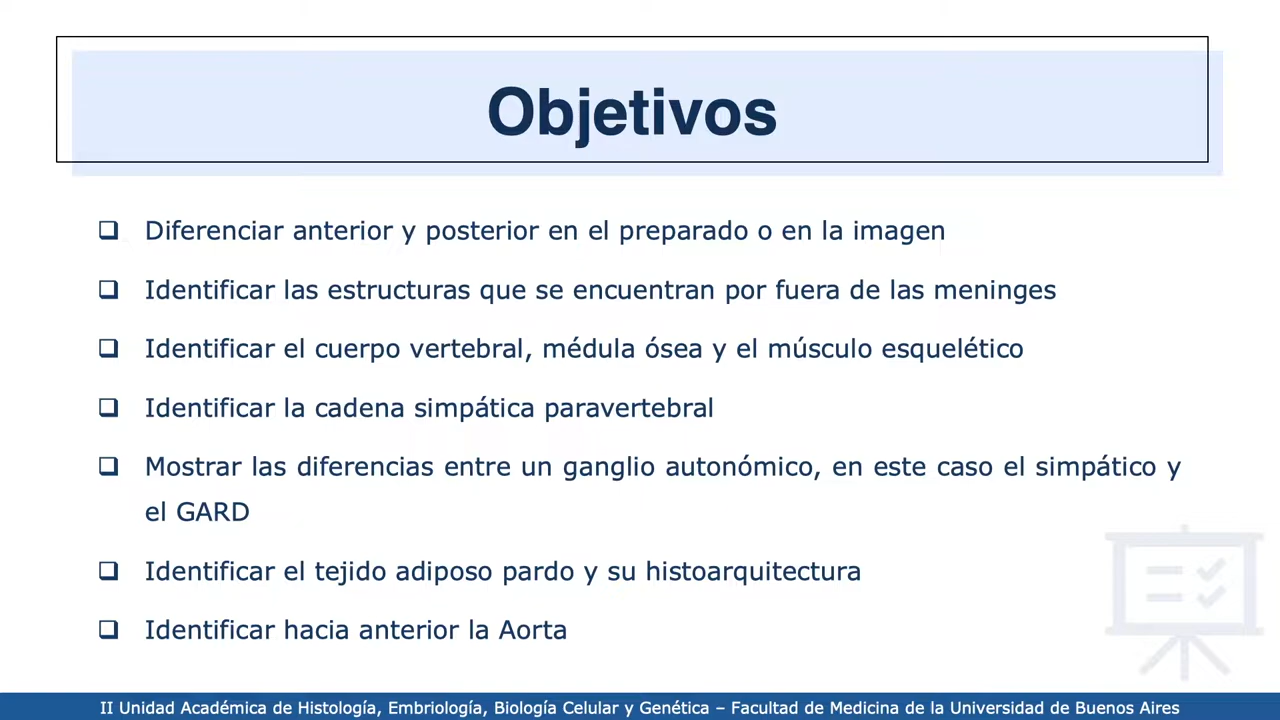 Objetivos
Diferenciar anterior y posterior en el preparado o en la imagen
Identificar las estructuras que se encuentran por fuera de las meninges
Identificar el cuerpo vertebral, médula ósea y el músculo esquelético
Identificar la cadena simpática paravertebral
Mostrar las diferencias entre un ganglio autonómico, en este caso el simpático y
el GARD
Identificar el tejido adiposo pardo y su histoarquitectura
Identificar hacia anterior la Aorta
II Unidad Académica de Histología, Embriología, Biología Celular y Genética – Facultad de Medicina de la Universidad de Buenos Aires